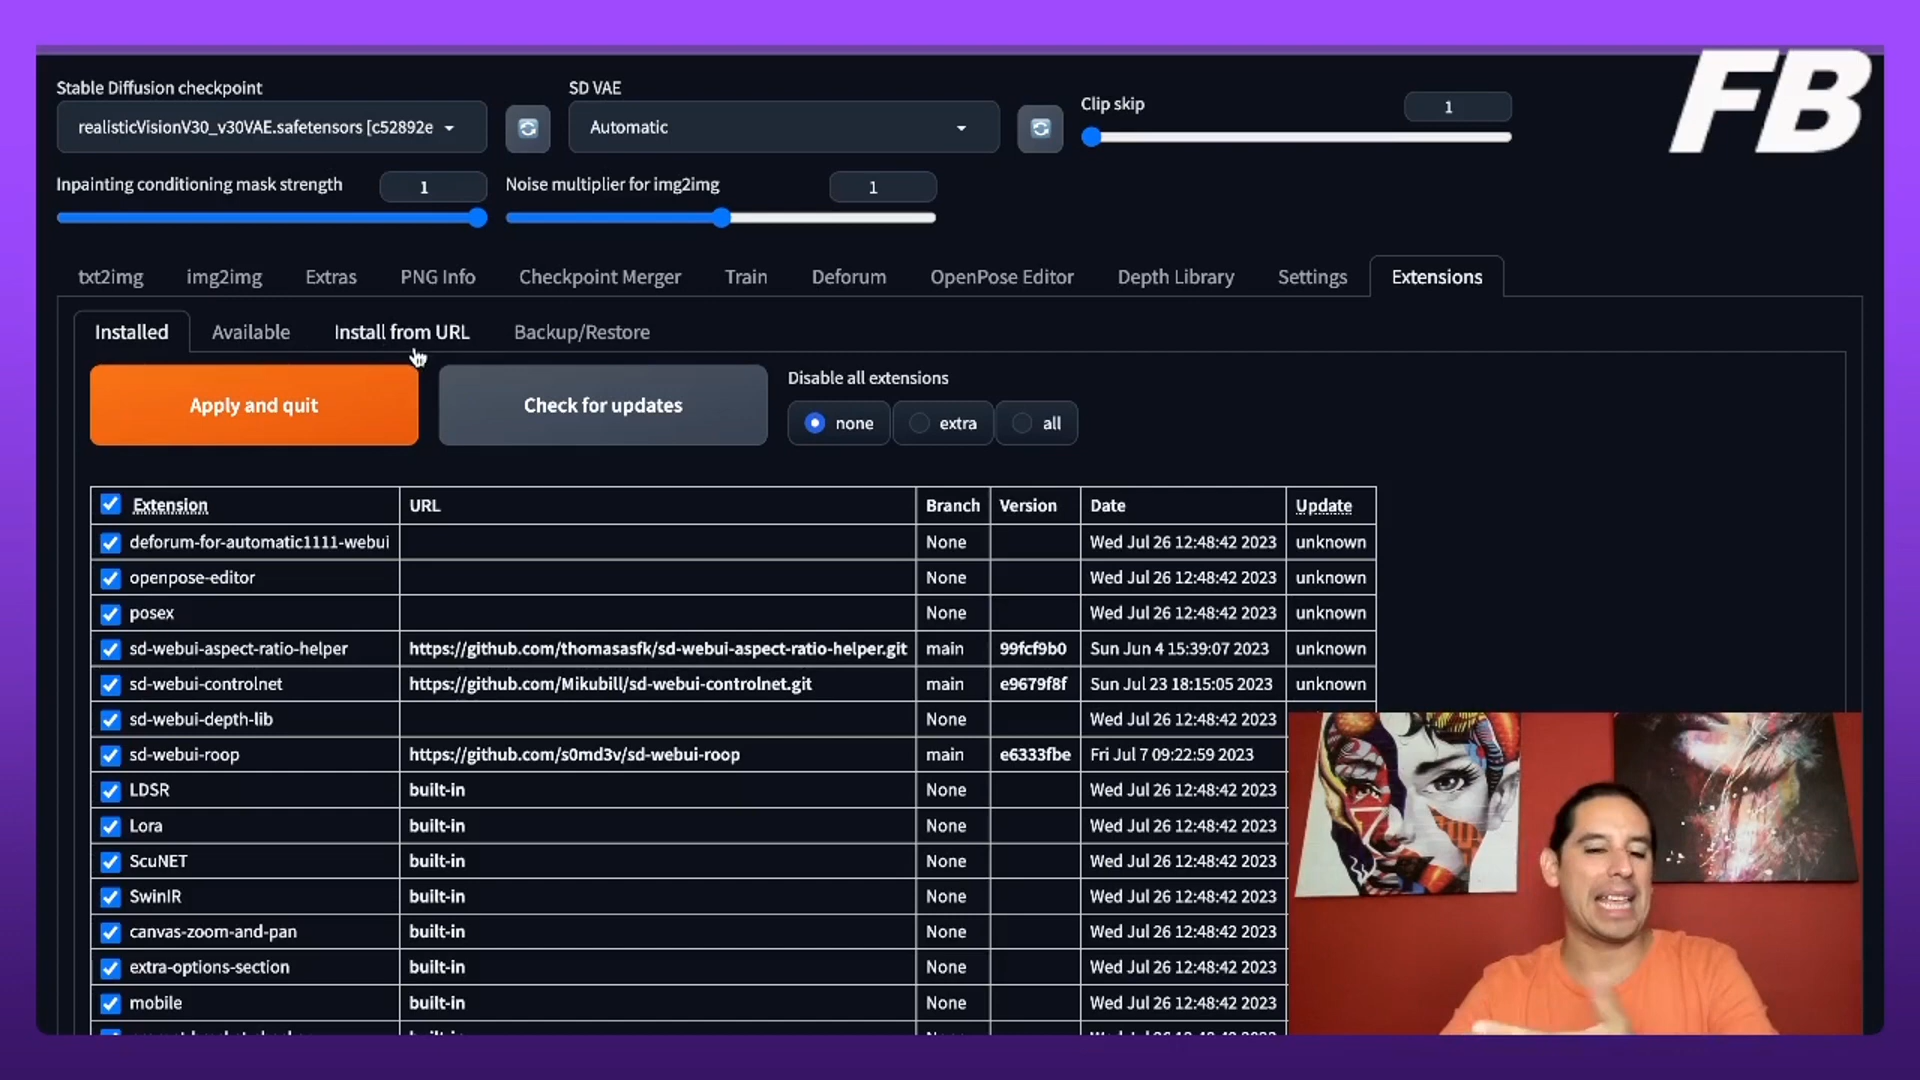 FB
Stable Diffusion checkpoint
SD VAE
Clip skip
1
realisticVisionV30_v30VAE.safetensors [c52892e
Automatic
Inpainting conditioning mask strength
1
Noise multiplier for img2img
1
txt2img img2img Extras PNG Info Checkpoint Merger Train Deforum OpenPose Editor Depth Library Settings Extensions
Installed Available Install from URL Backup/Restore
Apply and quit
Check for updates
Disable all extensions
none extra all
Extension URL Branch Version Date Update
deforum-for-automatic1111-webui None Wed Jul 26 12:48:42 2023 unknown
openpose-editor None Wed Jul 26 12:48:42 2023 unknown
posex None Wed Jul 26 12:48:42 2023 unknown
sd-webui-aspect-ratio-helper https://github.com/thomasasfk/sd-webui-aspect-ratio-helper.git main 99fcf9b0 Sun Jun 4 15:39:07 2023 unknown
sd-webui-controlnet https://github.com/Mikubill/sd-webui-controlnet.git main e9679f8f Sun Jul 23 18:15:05 2023 unknown
sd-webui-depth-lib None Wed Jul 26 12:48:42 2023
sd-webui-roop https://github.com/s0md3v/sd-webui-roop main e6333fbe Fri Jul 7 09:22:59 2023
LDSR built-in None Wed Jul 26 12:48:42 2023
Lora built-in None Wed Jul 26 12:48:42 2023
ScuNET built-in None Wed Jul 26 12:48:42 2023
SwinIR built-in None Wed Jul 26 12:48:42 2023
canvas-zoom-and-pan built-in None Wed Jul 26 12:48:42 2023
extra-options-section built-in None Wed Jul 26 12:48:42 2023
mobile built-in None Wed Jul 26 12:48:42 2023